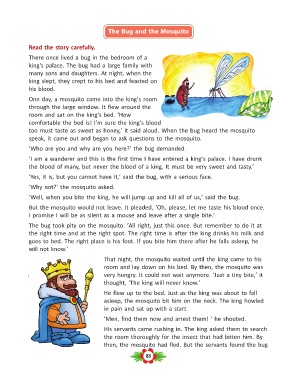 The Bug and the Mosquito
Read the story carefully.
There once lived a bug in the bedroom of a
king's palace. The bug had a large family with
many sons and daughters. At night, when the
king slept, they crept to his bed and feasted on
his blood.
One day, a mosquito came into the king's room
through the large window. It flew around the
room and sat on the king's bed. 'How
comfortable the bed is! I'm sure the king's blood
too must taste as sweet as honey,' it said aloud. When the bug heard the mosquito
speak, it came out and began to ask questions to the mosquito.
'Who are you and why are you here?' the bug demanded.
'I am a wanderer and this is the first time I have entered a king's palace. I have drunk
the blood of many, but never the blood of a king. It must be very sweet and tasty.'
'Yes, it is, but you cannot have it,' said the bug, with a serious face.
'Why not?' the mosquito asked.
'Well, when you bite the king, he will jump up and kill all of us,' said the bug.
But the mosquito would not leave. It pleaded, 'Oh, please, let me taste his blood once.
I promise I will be as silent as a mouse and leave after a single bite.'
The bug took pity on the mosquito. 'All right, just this once. But remember to do it at
the right time and at the right spot. The right time is after the king drinks his milk and
goes to bed. The right place is his foot. If you bite him there after he falls asleep, he
will not know.'
That night, the mosquito waited until the king came to his
room and lay down on his bed. By then, the mosquito was
very hungry. It could not wait anymore. 'Just a tiny bite,' it
thought, 'The king will never know.'
He flew up to the bed. Just as the king was about to fall
asleep, the mosquito bit him on the neck. The king howled
in pain and sat up with a start.
'Men, find them now and arrest them! ' he shouted.
His servants came rushing in. The king asked them to search
the room thoroughly for the insect that had bitten him. By
then, the mosquito had fled. But the servants found the bug